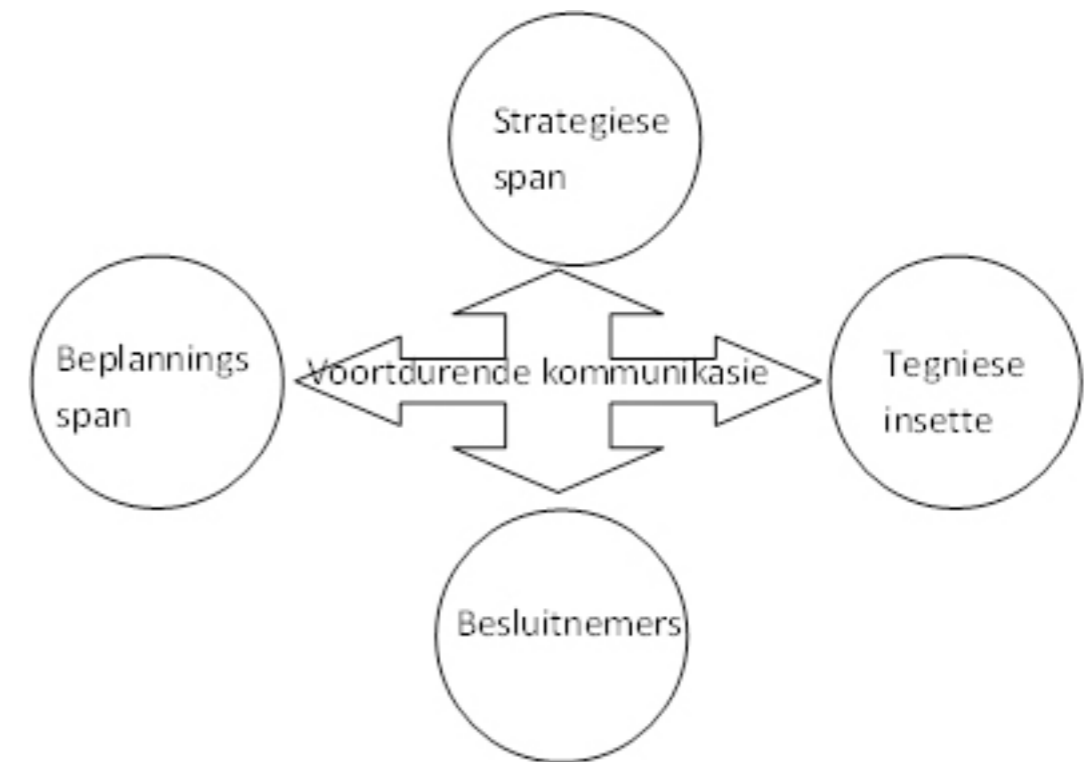 Strategiese
span
Beplannings
span
Voortdurende kommunikasie
Tegniese
insette
Besluitnemers